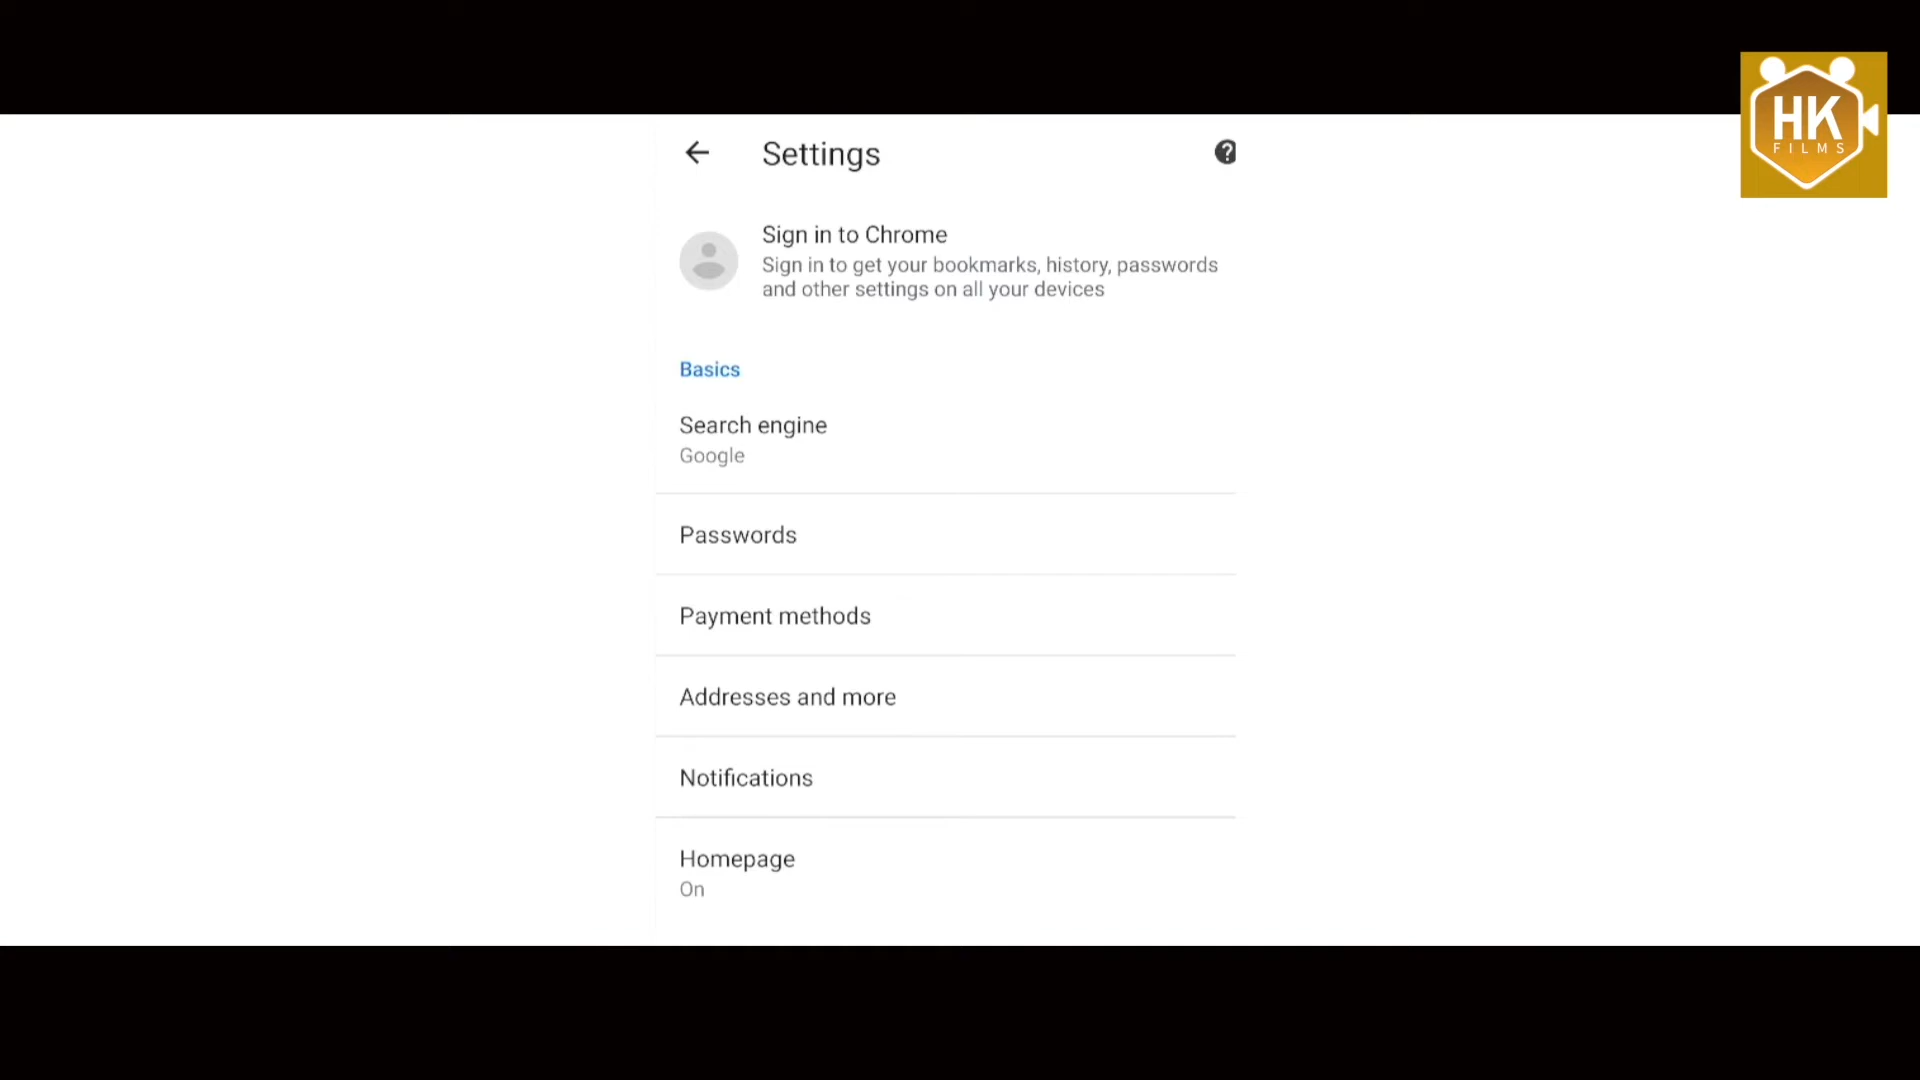 Settings
Sign in to Chrome
Sign in to get your bookmarks, history, passwords
and other settings on all your devices
Basics
Search engine
Google
Passwords
Payment methods
Addresses and more
Notifications
Homepage
On
HK
FILMS